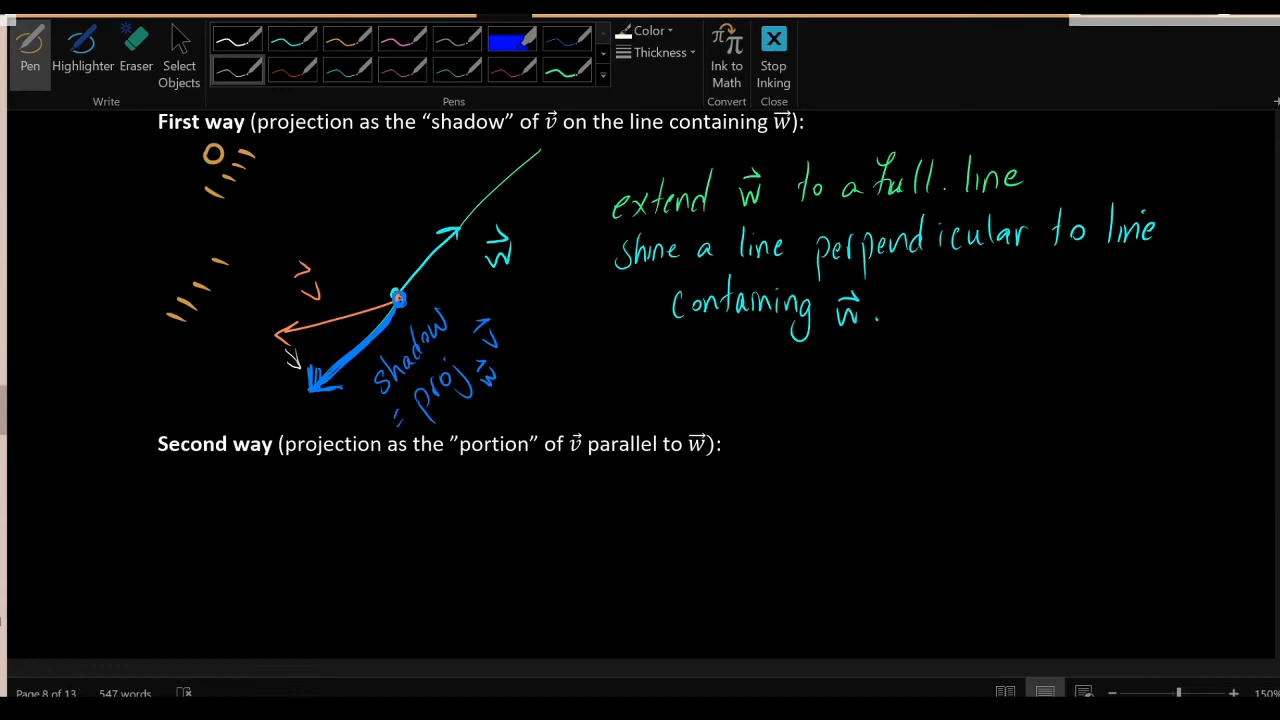 Color
Thickness
Pen
Highlighter
Eraser
Select
Objects
Ink to
Math
Stop
Inking
Write
Pens
Convert
Close
First way (projection as the “shadow” of v⃗ on the line containing w⃗):
extend w⃗ to a full. line
shine a line perpendicular to line
containing w⃗.
w⃗
v⃗
shadow
= proj w⃗ v⃗
Second way (projection as the ”portion” of v⃗ parallel to w⃗):
Page 8 of 13
547 words
150%